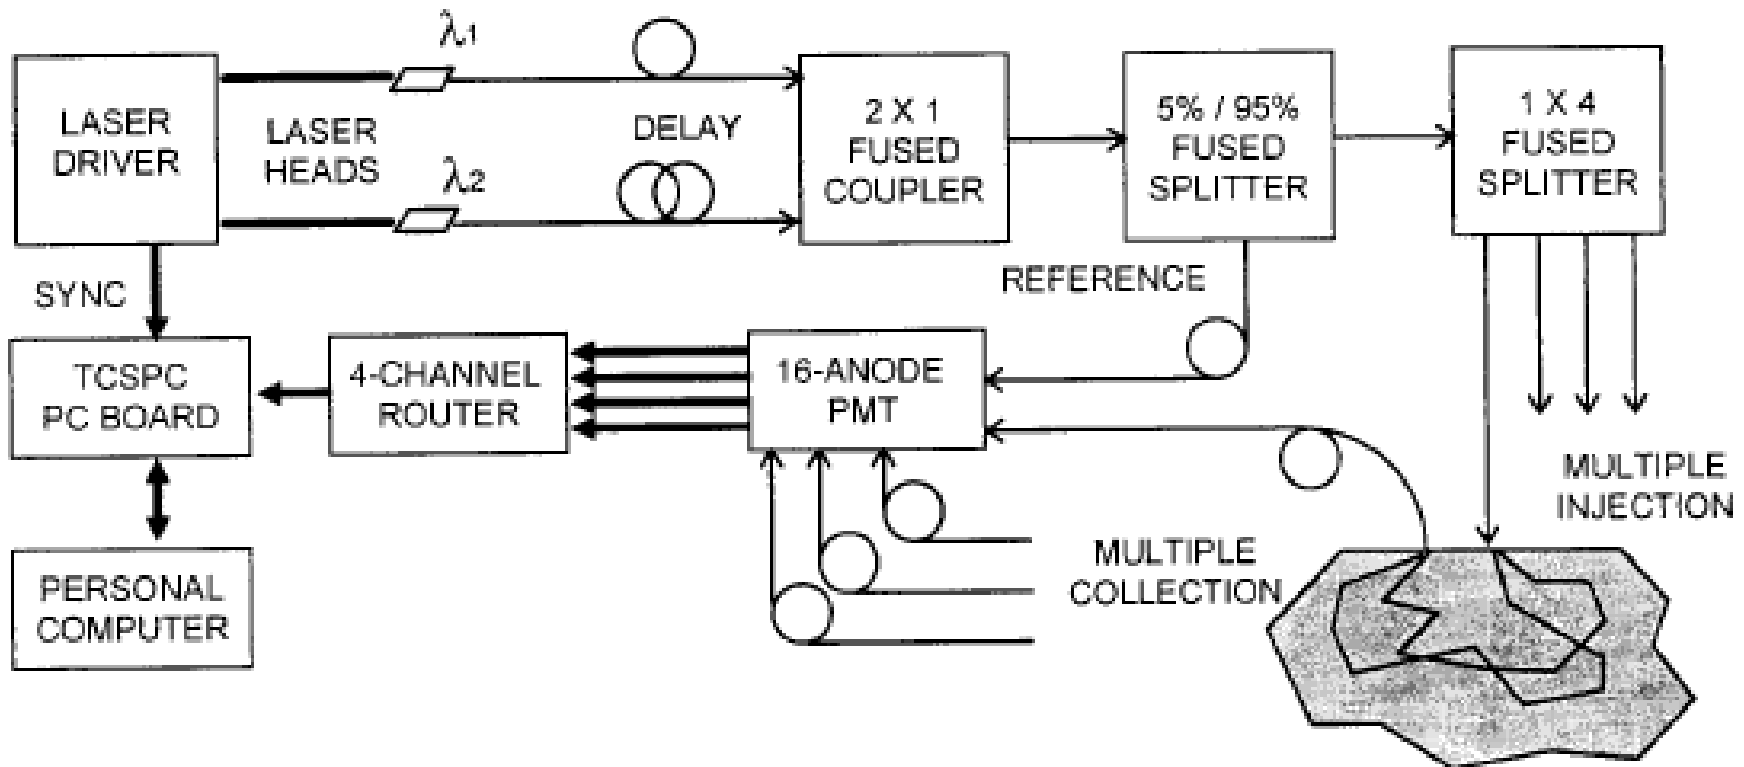 λ1
LASER
DRIVER
LASER
HEADS
DELAY
λ2
2 X 1
FUSED
COUPLER
5% / 95%
FUSED
SPLITTER
1 X 4
FUSED
SPLITTER
SYNC
REFERENCE
TCSPC
PC BOARD
4-CHANNEL
ROUTER
16-ANODE
PMT
MULTIPLE
INJECTION
MULTIPLE
COLLECTION
PERSONAL
COMPUTER